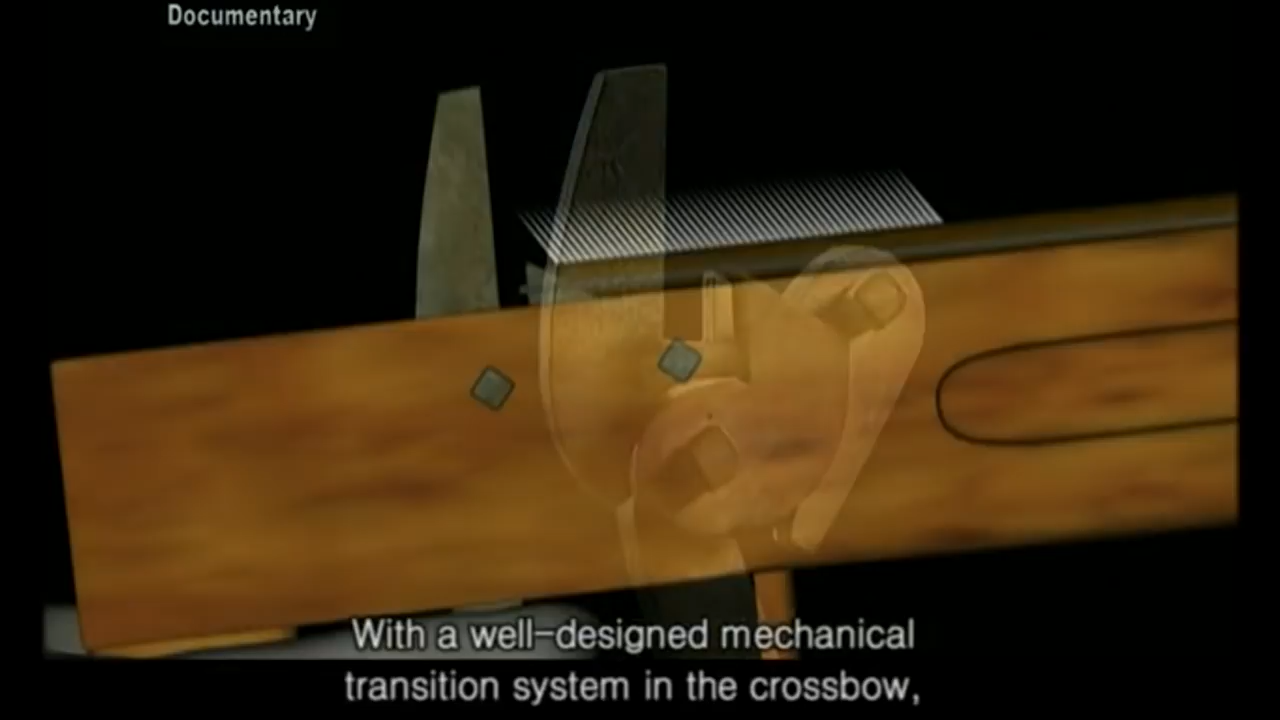 Documentary
With a well-designed mechanical
transition system in the crossbow,